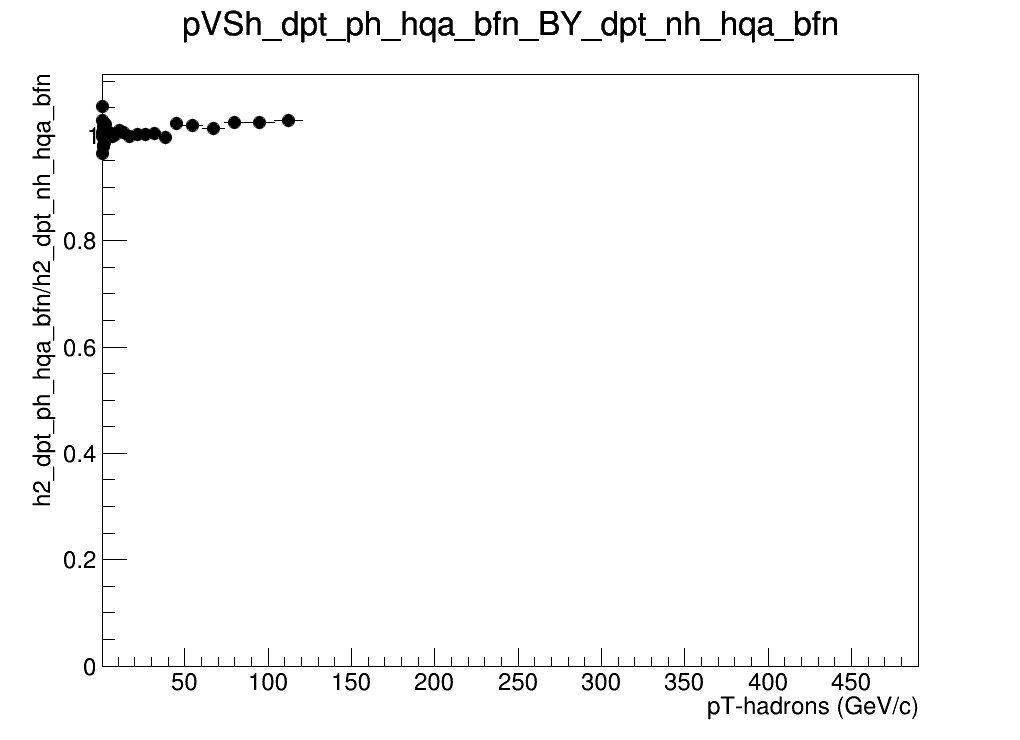 pVSh_dpt_ph_hqa_bfn_BY_dpt_nh_hqa_bfn
h2_dpt_ph_hqa_bfn/h2_dpt_nh_hqa_bfn
1
0.8
0.6
0.4
0.2
0
50 100 150 200 250 300 350 400 450
pT-hadrons (GeV/c)